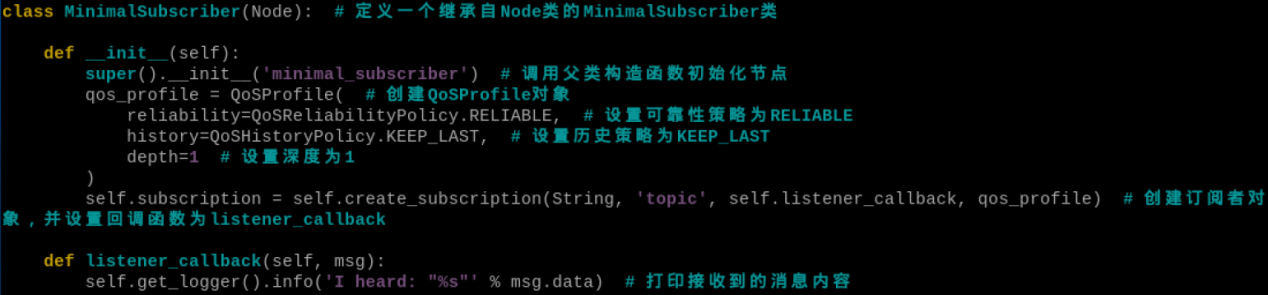 class MinimalSubscriber(Node):  # 定义一个继承自Node类的MinimalSubscriber类
    def __init__(self):
        super().__init__('minimal_subscriber')  # 调用父类构造函数初始化节点
        qos_profile = QoSProfile(  # 创建QoSProfile对象
            reliability=QoSReliabilityPolicy.RELIABLE,  # 设置可靠性策略为RELIABLE
            history=QoSHistoryPolicy.KEEP_LAST,  # 设置历史策略为KEEP_LAST
            depth=1  # 设置深度为1
        )
        self.subscription = self.create_subscription(String, 'topic', self.listener_callback, qos_profile)  # 创建订阅者对
象，并设置回调函数为listener_callback
    def listener_callback(self, msg):
        self.get_logger().info('I heard: "%s"' % msg.data)  # 打印接收到的消息内容